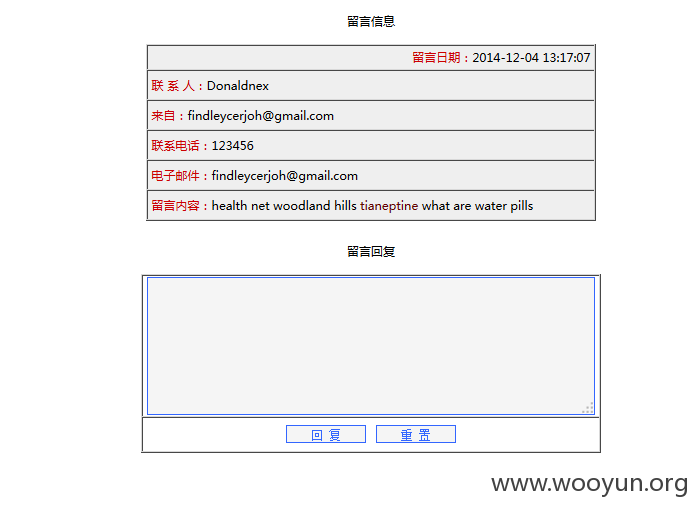 留言信息
留言日期：2014-12-04 13:17:07
联 系 人：Donaldnex
来自：findleycerjoh@gmail.com
联系电话：123456
电子邮件：findleycerjoh@gmail.com
留言内容：health net woodland hills tianeptine what are water pills
留言回复
回 复 重 置
www.wooyun.org